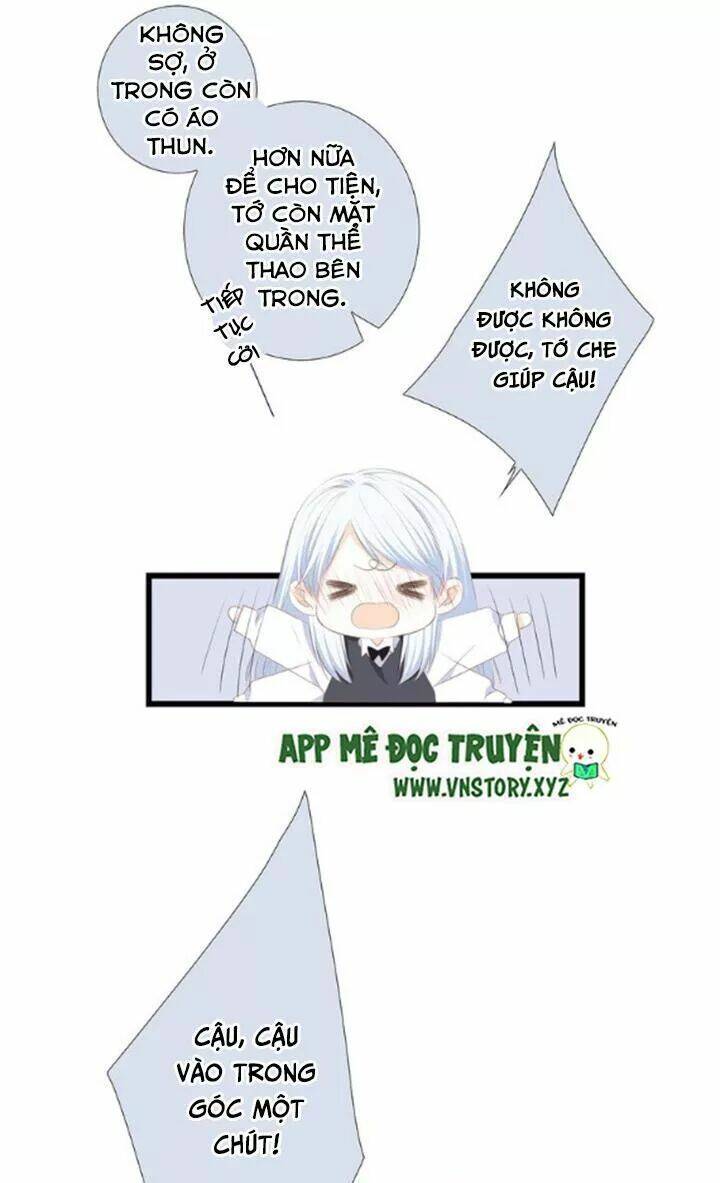 KHÔNG
SỢ, Ở
TRONG CÒN
CÓ ÁO
THUN.
HƠN NỮA
ĐỂ CHO TIỆN,
TỚ CÒN MẶT
QUẦN THỂ
THAO BÊN
TRONG.
TIẾP
TỤC
CỞI
KHÔNG
ĐƯỢC KHÔNG
ĐƯỢC, TỚ CHE
GIÚP CẬU!
MÊ ĐỌC TRUYỆN
APP MÊ ĐỌC TRUYỆN
WWW.VNSTORY.XYZ
CẬU, CẬU
VÀO TRONG
GÓC MỘT
CHÚT!